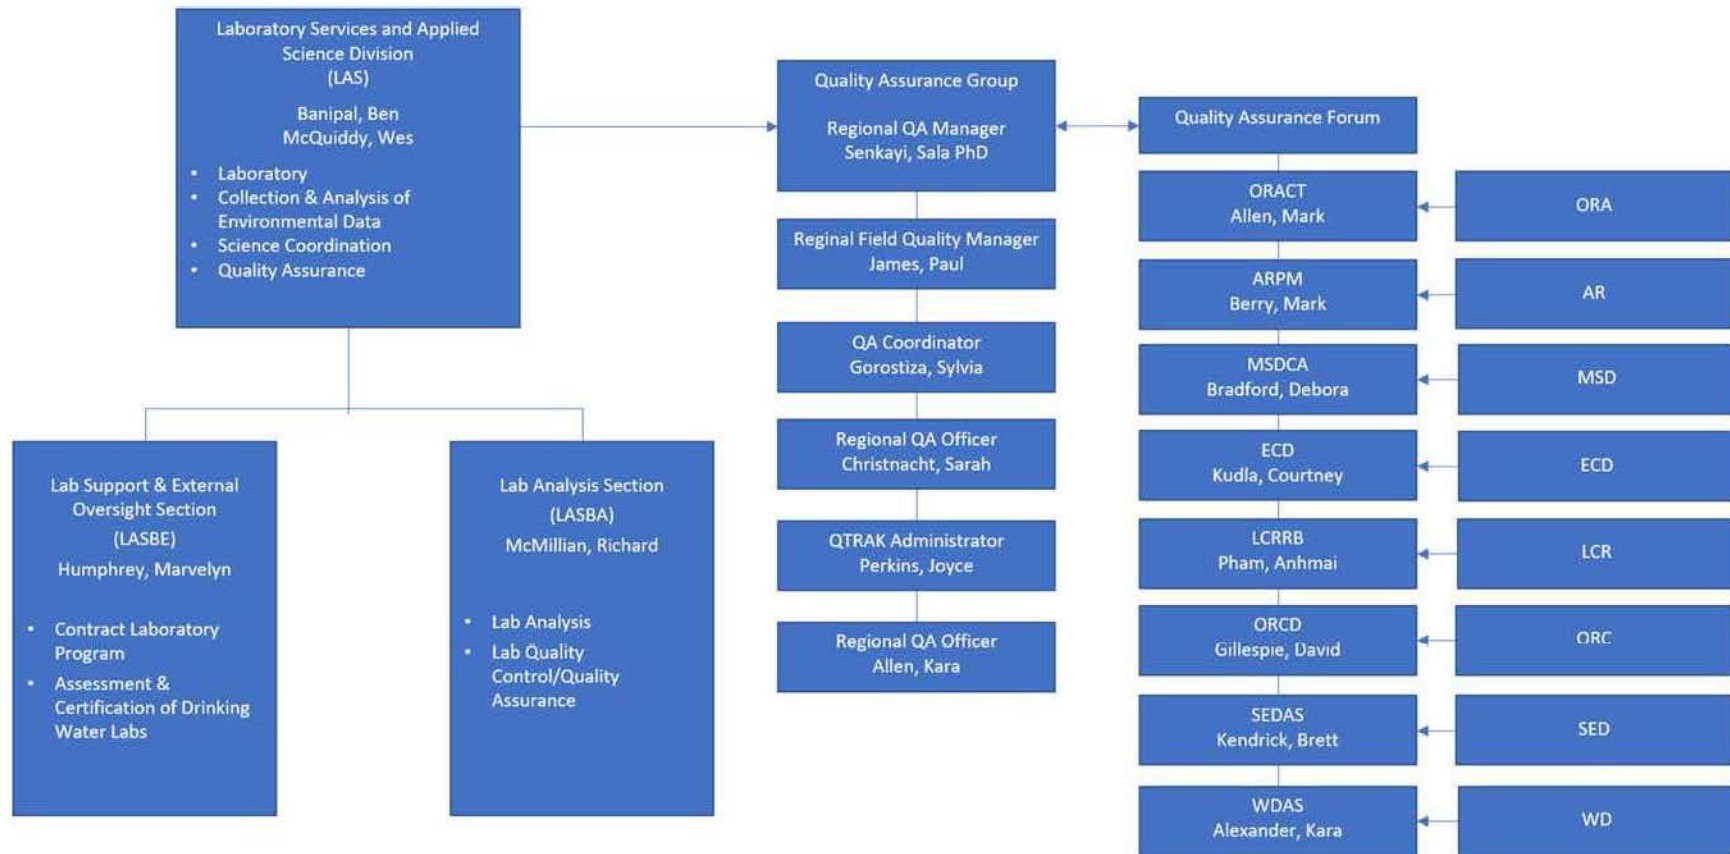 Laboratory Services and Applied
Science Division
(LAS)
Banipal, Ben
McQuiddy, Wes
• Laboratory
• Collection & Analysis of
Environmental Data
• Science Coordination
• Quality Assurance
Lab Support & External
Oversight Section
(LASBE)
Humphrey, Marvelyn
• Contract Laboratory
Program
• Assessment &
Certification of Drinking
Water Labs
Lab Analysis Section
(LASBA)
McMillian, Richard
• Lab Analysis
• Lab Quality
Control/Quality
Assurance
Quality Assurance Group
Regional QA Manager
Senkayi, Sala PhD
Reginal Field Quality Manager
James, Paul
QA Coordinator
Gorostiza, Sylvia
Regional QA Officer
Christnacht, Sarah
QTRAK Administrator
Perkins, Joyce
Regional QA Officer
Allen, Kara
Quality Assurance Forum
ORACT
Allen, Mark
ORA
ARPM
Berry, Mark
AR
MSDCA
Bradford, Debora
MSD
ECD
Kudla, Courtney
ECD
LCRRB
Pham, Anhmai
LCR
ORCD
Gillespie, David
ORC
SEDAS
Kendrick, Brett
SED
WDAS
Alexander, Kara
WD